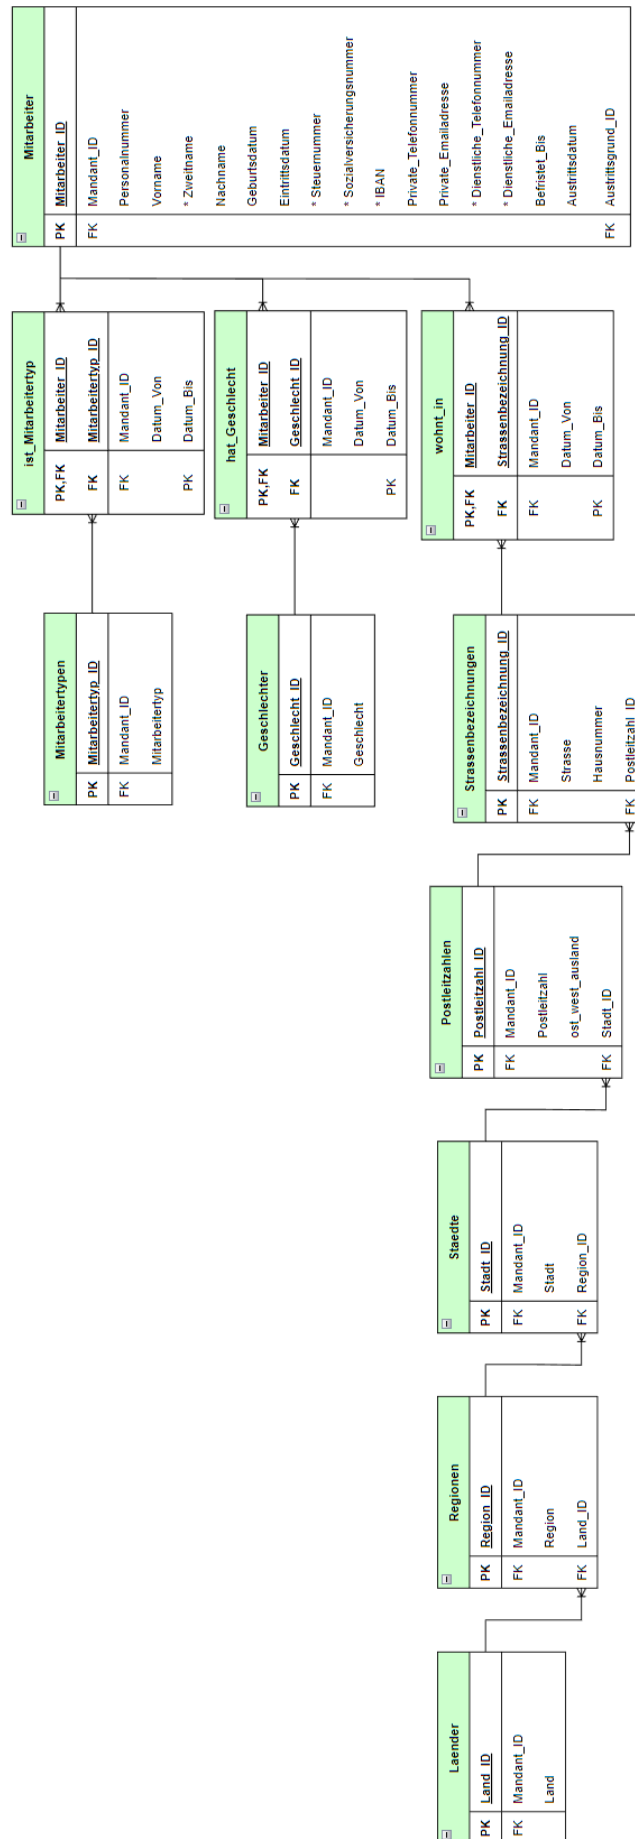 Mitarbeiter
PK Mitarbeiter_ID
FK Mandant_ID
Personalnummer
Vorname
* Zweitname
Nachname
Geburtsdatum
Eintrittsdatum
* Steuernummer
* Sozialversicherungsnummer
* IBAN
Private_Telefonnummer
Private_Emailadresse
* Dienstliche_Telefonnummer
* Dienstliche_Emailadresse
Befristet_Bis
Austrittsdatum
FK Austrittsgrund_ID
ist_Mitarbeitertyp
PK,FK Mitarbeiter_ID
FK Mitarbeitertyp_ID
FK Mandant_ID
Datum_Von
PK Datum_Bis
hat_Geschlecht
PK,FK Mitarbeiter_ID
FK Geschlecht_ID
Mandant_ID
Datum_Von
PK Datum_Bis
wohnt_in
PK,FK Mitarbeiter_ID
FK Strassenbezeichnung_ID
FK Mandant_ID
Datum_Von
PK Datum_Bis
Mitarbeitertypen
PK Mitarbeitertyp_ID
FK Mandant_ID
Mitarbeitertyp
Geschlechter
PK Geschlecht_ID
FK Mandant_ID
Geschlecht
Strassenbezeichnungen
PK Strassenbezeichnung_ID
FK Mandant_ID
Strasse
Hausnummer
FK Postleitzahl_ID
Postleitzahlen
PK Postleitzahl_ID
FK Mandant_ID
Postleitzahl
ost_west_ausland
FK Stadt_ID
Staedte
PK Stadt_ID
FK Mandant_ID
Stadt
FK Region_ID
Regionen
PK Region_ID
FK Mandant_ID
Region
FK Land_ID
Laender
PK Land_ID
FK Mandant_ID
Land